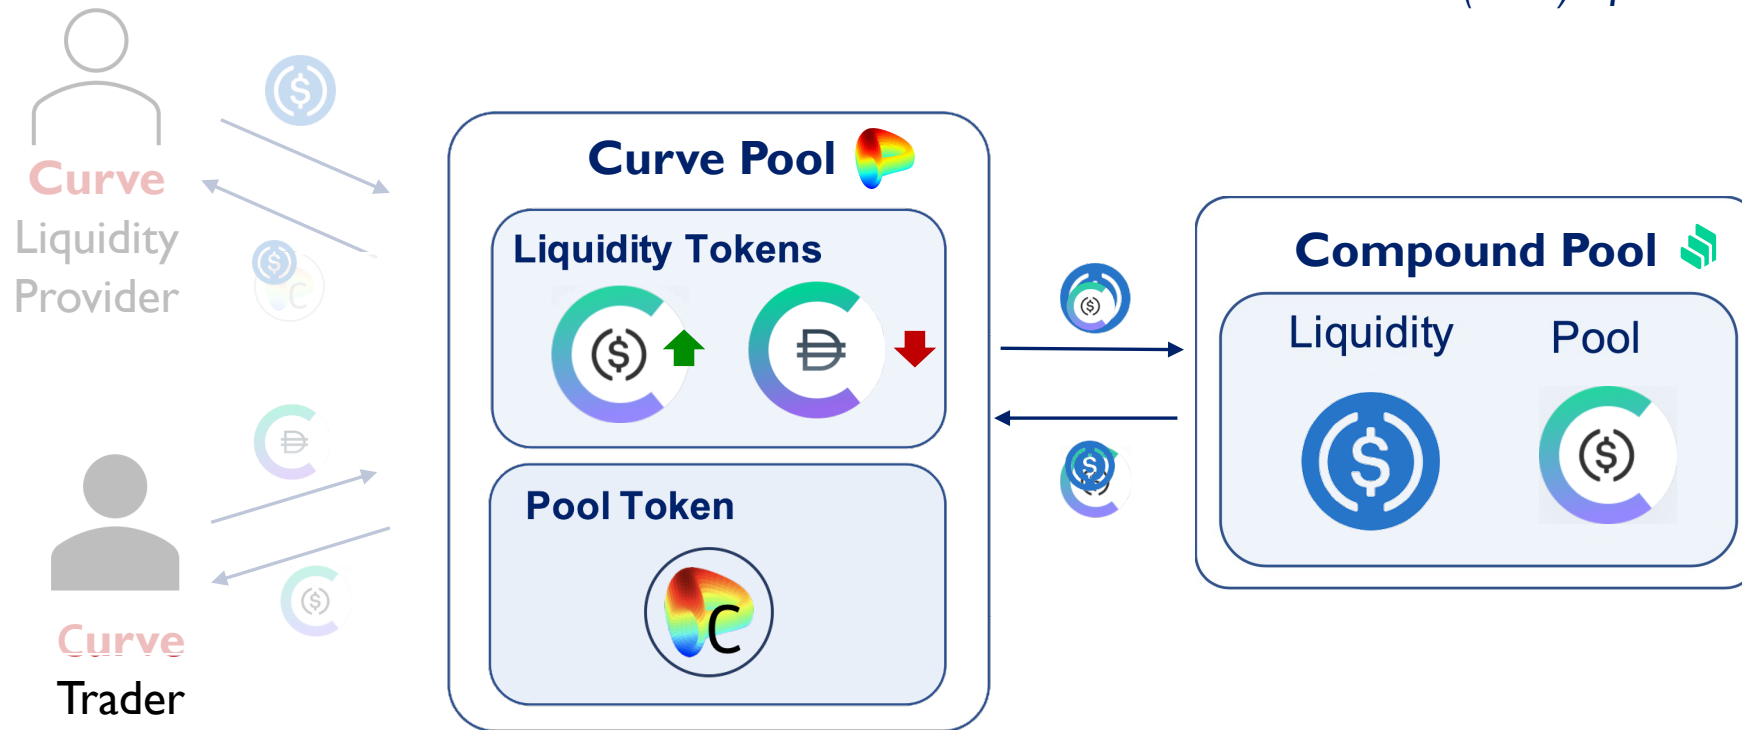 Curve
Liquidity
Provider
Curve Pool
Liquidity Tokens
Pool Token
C
Compound Pool
Liquidity Pool
Curve
Trader